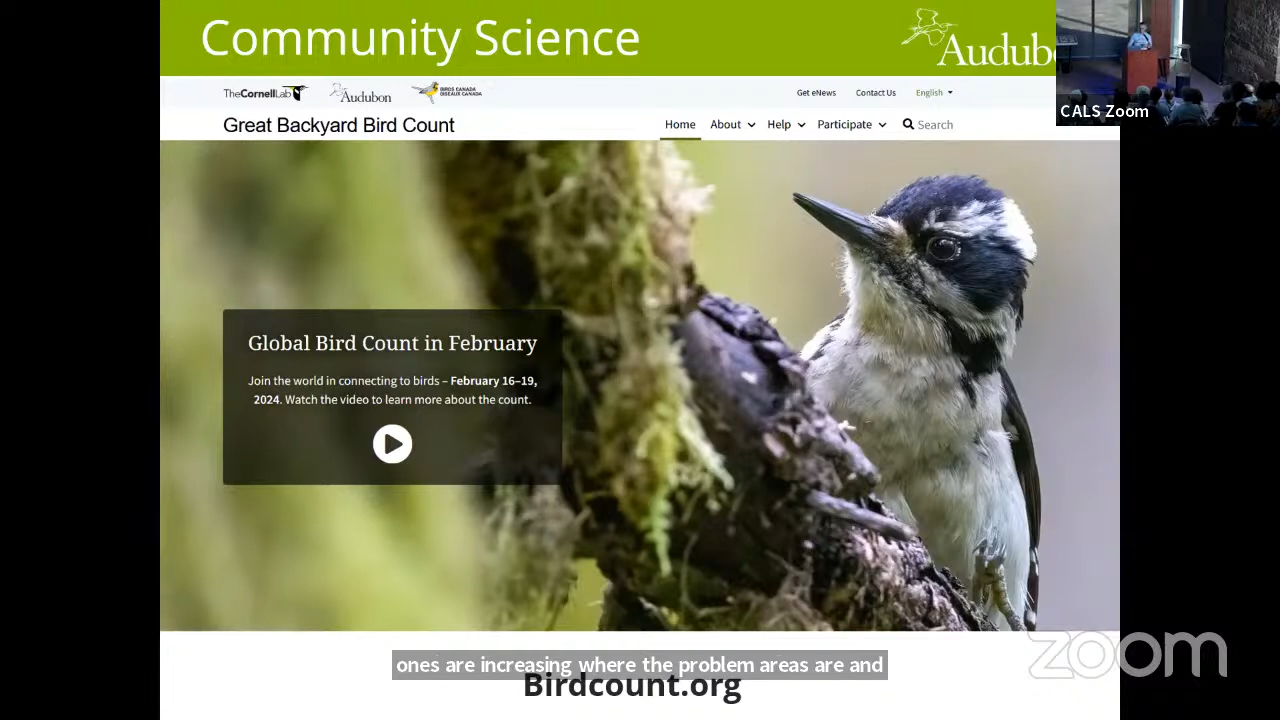 Community Science
Audub
CALS Zoom
TheCornellLab
Audubon
BIRDS CANADA
OISEAUX CANADA
Get eNews
Contact Us
English
Great Backyard Bird Count
Home
About
Help
Participate
Search
Global Bird Count in February
Join the world in connecting to birds – February 16–19,
2024. Watch the video to learn more about the count.
ones are increasing where the problem areas are and
Birdcount.org
zoom